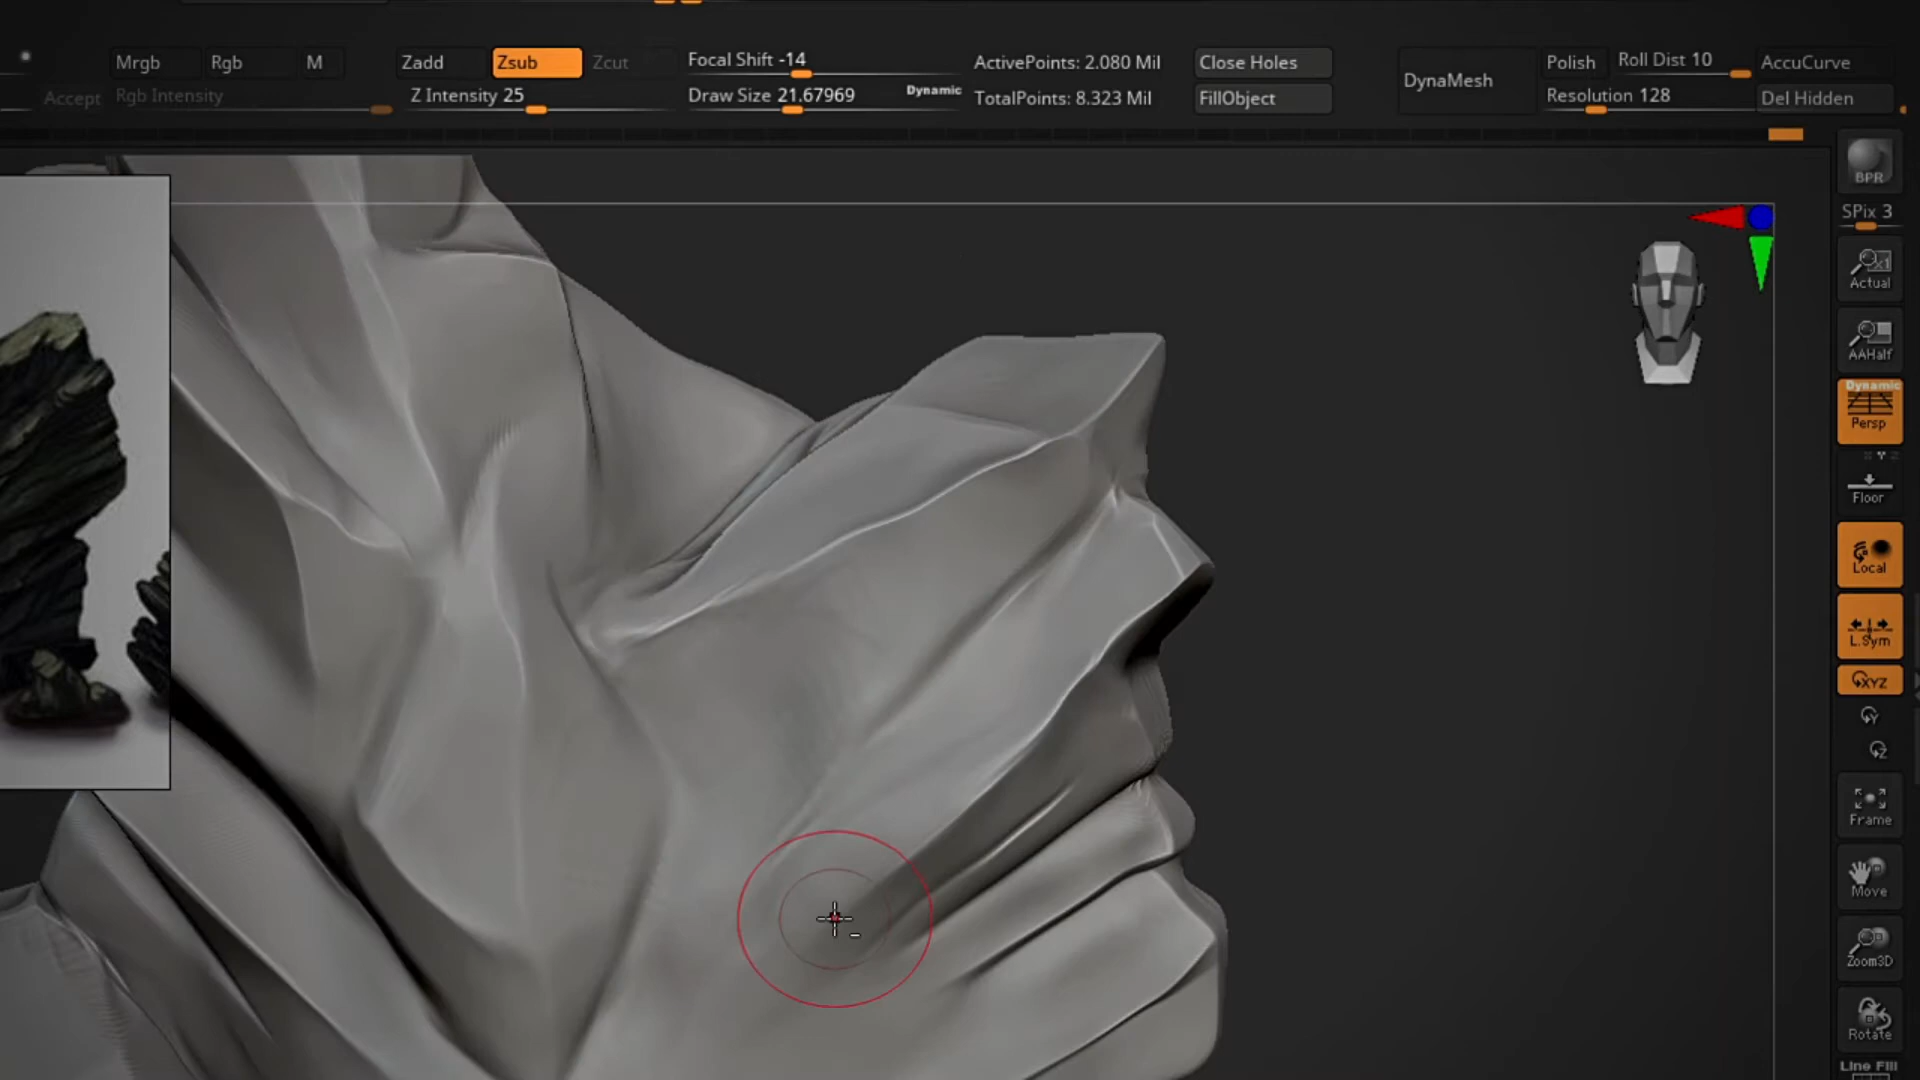 Mrgb Rgb M Zadd Zsub Zcut Focal Shift -14 ActivePoints: 2.080 Mil Close Holes Polish Roll Dist 10 AccuCurve
Accept Rgb Intensity Z Intensity 25 Draw Size 21.67969 Dynamic TotalPoints: 8.323 Mil FillObject DynaMesh Resolution 128 Del Hidden
BPR
SPix 3
Actual
AAHalf
Dynamic
Persp
Floor
Local
L.Sym
XYZ
Y
Z
Frame
Move
Zoom3D
Rotate
Line Fill